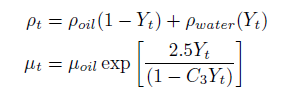 ρ_t = ρ_oil(1 − Y_t) + ρ_water(Y_t)
μ_t = μ_oil exp [ 2.5Y_t / (1 − C_3Y_t) ]